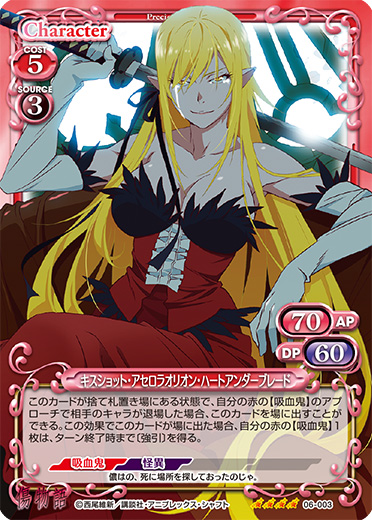 Preci
Character
COST
5
SOURCE
3
70 AP
DP 60
キスショット・アセロラオリオン・ハートアンダーブレード
このカードが捨て札置き場にある状態で、自分の赤の【吸血鬼】のアプ
ローチで相手のキャラが退場した場合、このカードを場に出すことが
できる。この効果でこのカードが場に出た場合、自分の赤の【吸血鬼】1
枚は、ターン終了時まで〔強引〕を得る。
吸血鬼 怪異
儂はの、死に場所を探しておったのじゃ。
傷物語
©西尾維新/講談社・アニプレックス・シャフト
06-003